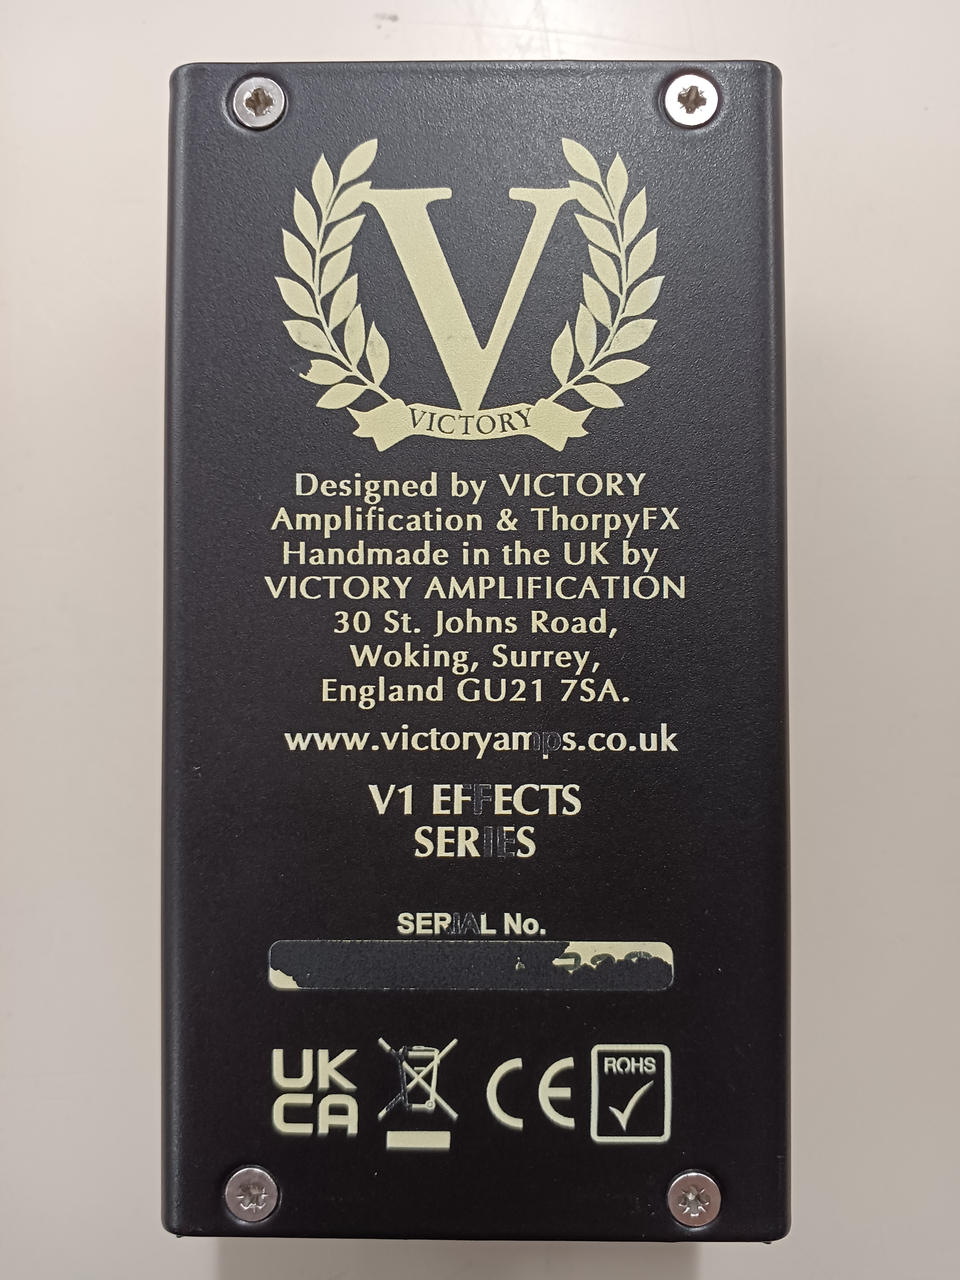 V
VICTORY
Designed by VICTORY
Amplification & ThorpyFX
Handmade in the UK by
VICTORY AMPLIFICATION
30 St. Johns Road,
Woking, Surrey,
England GU21 7SA.
www.victoryamps.co.uk
V1 EFFECTS
SERIES
SERIAL No.
UK
CA
CE
ROHS